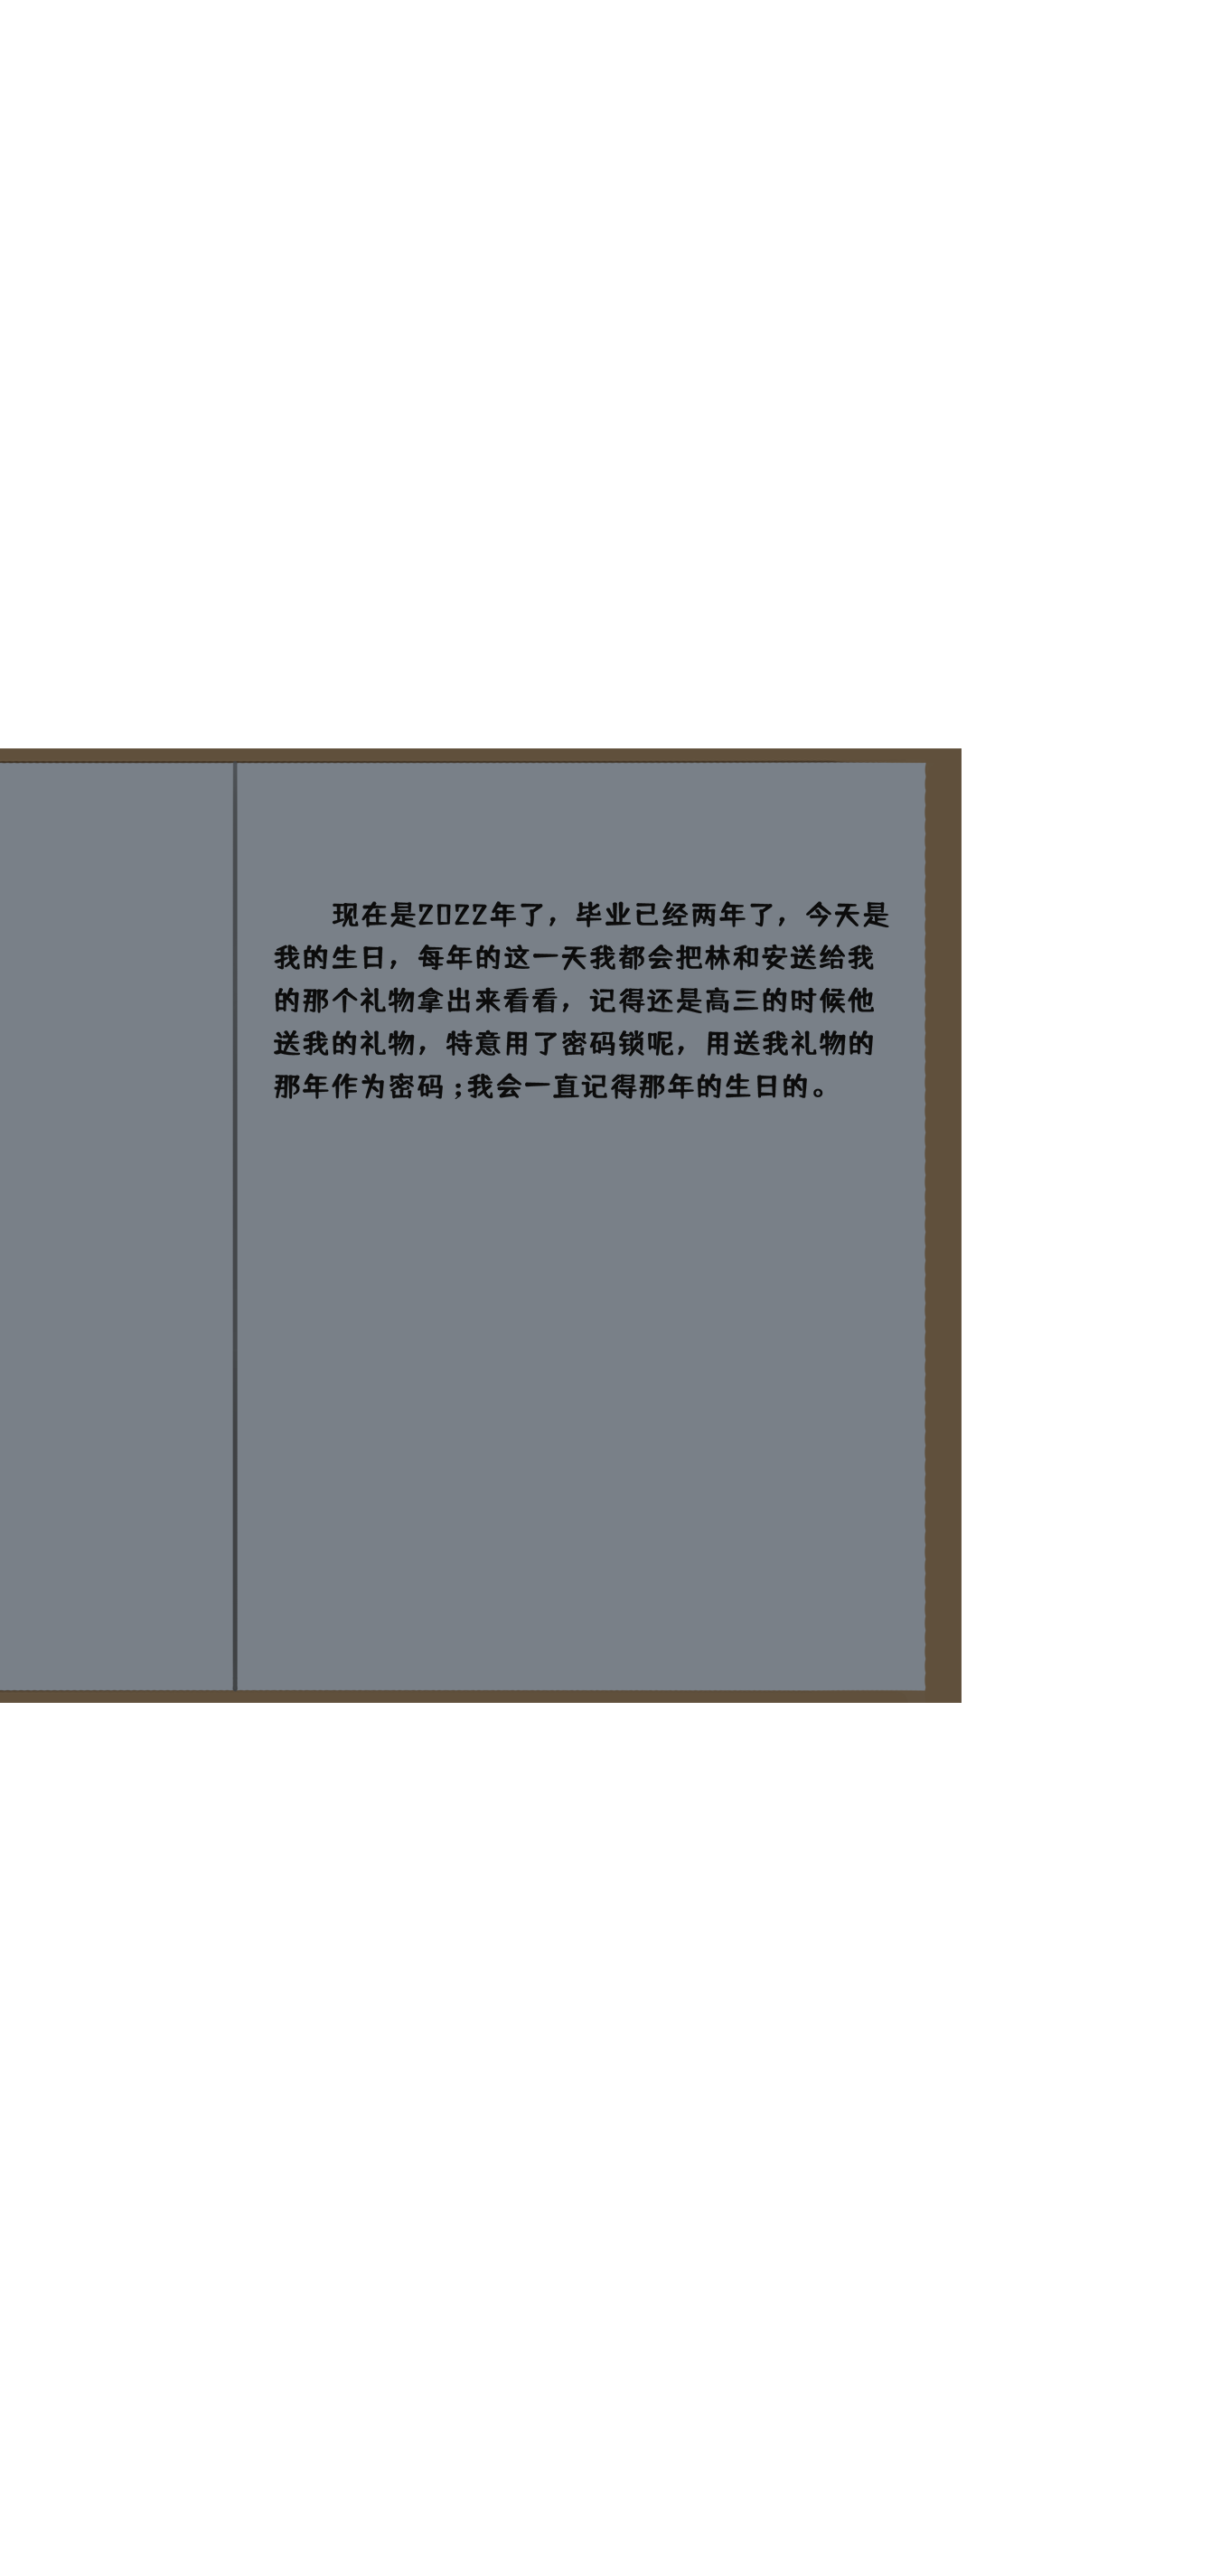 现在是2022年了，毕业已经两年了，今天是
我的生日，每年的这一天我都会把林和安送给我
的那个礼物拿出来看看，记得还是高三的时候他
送我的礼物，特意用了密码锁呢，用送我礼物的
那年作为密码;我会一直记得那年的生日的。